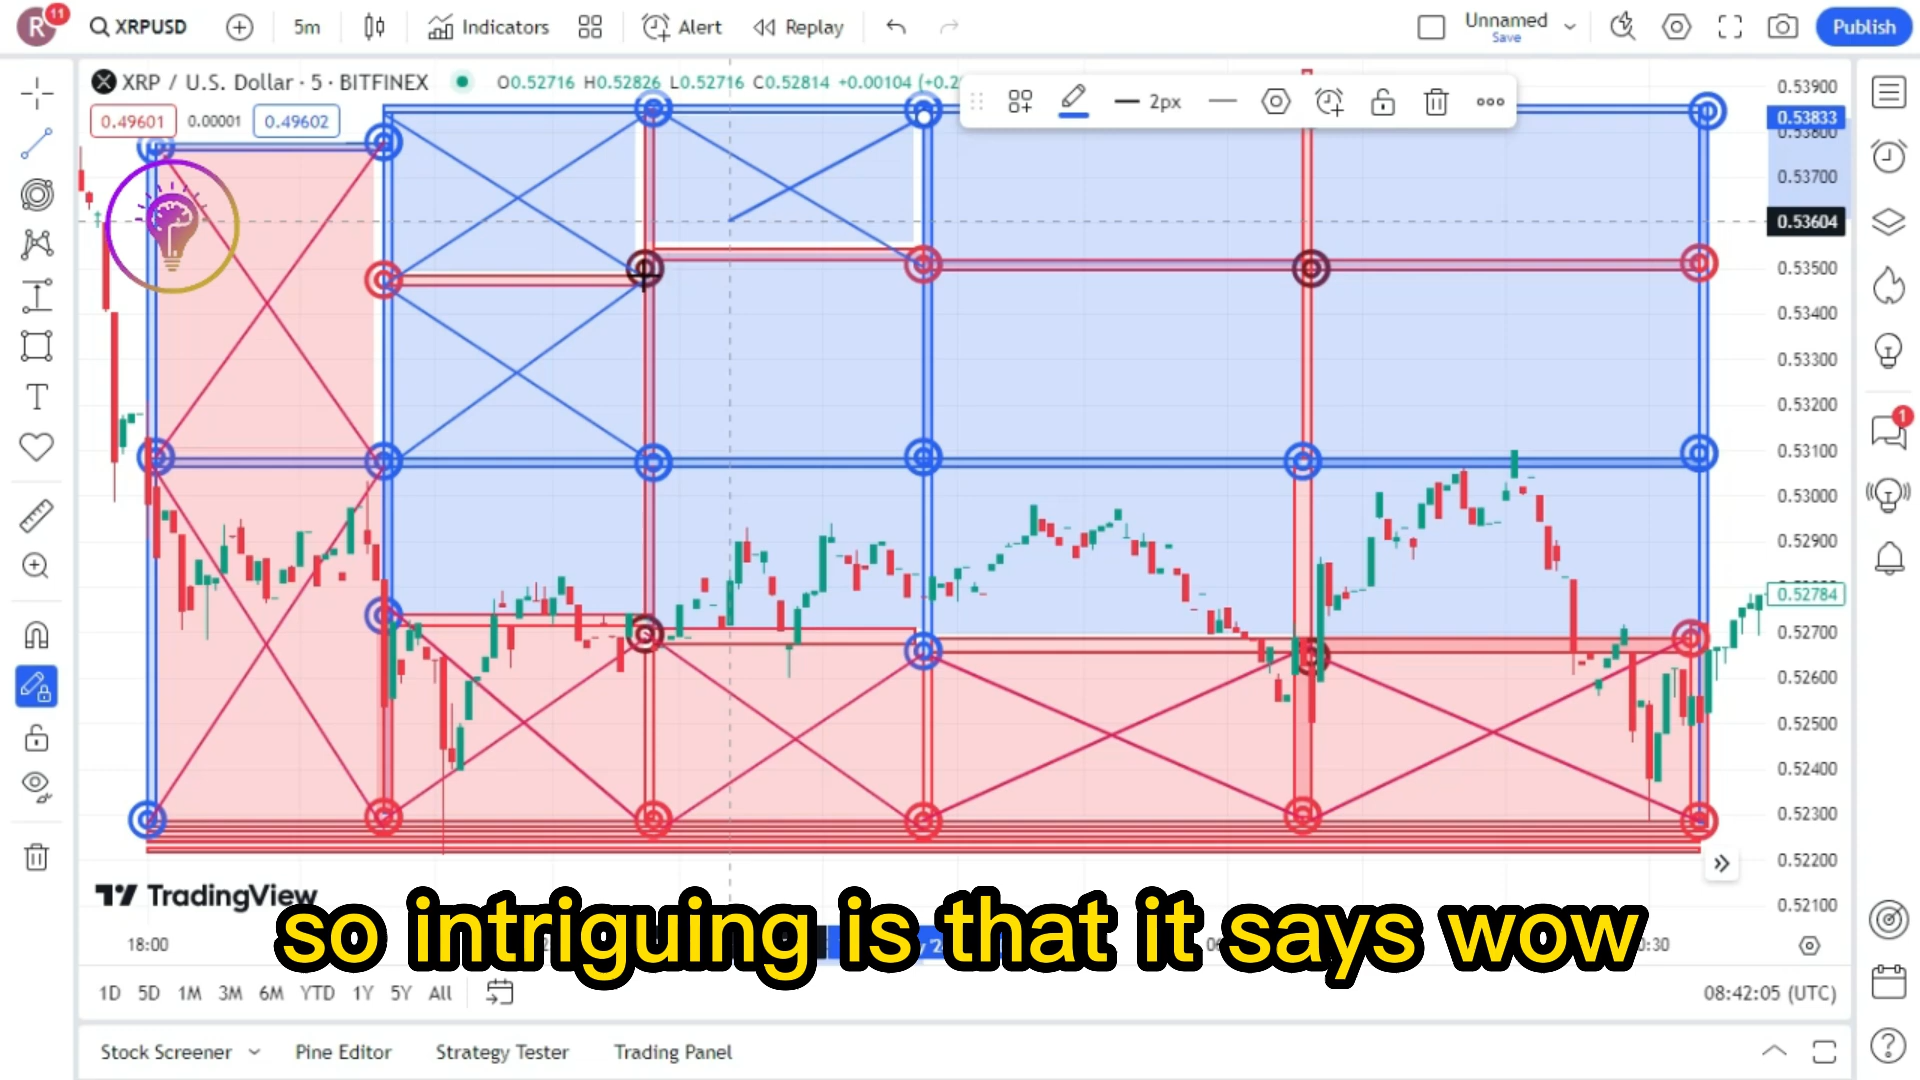 R 11 XRPUSD 5m Indicators Alert Replay Unnamed Save Publish
XRP / U.S. Dollar · 5 · BITFINEX O0.52716 H0.52826 L0.52716 C0.52814 +0.00104
0.49601 0.00001 0.49602
2px
0.53900
0.53833
0.53800
0.53700
0.53604
0.53500
0.53400
0.53300
0.53200
0.53100
1
0.53000
0.52900
0.52784
0.52700
0.52600
0.52500
0.52400
0.52300
0.52200
0.52100
TradingView
so intriguing is that it says wow
18:00
1D 5D 1M 3M 6M YTD 1Y 5Y All
08:42:05 (UTC)
Stock Screener Pine Editor Strategy Tester Trading Panel